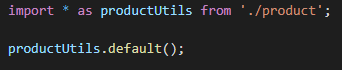 import * as productUtils from './product';
productUtils.default();